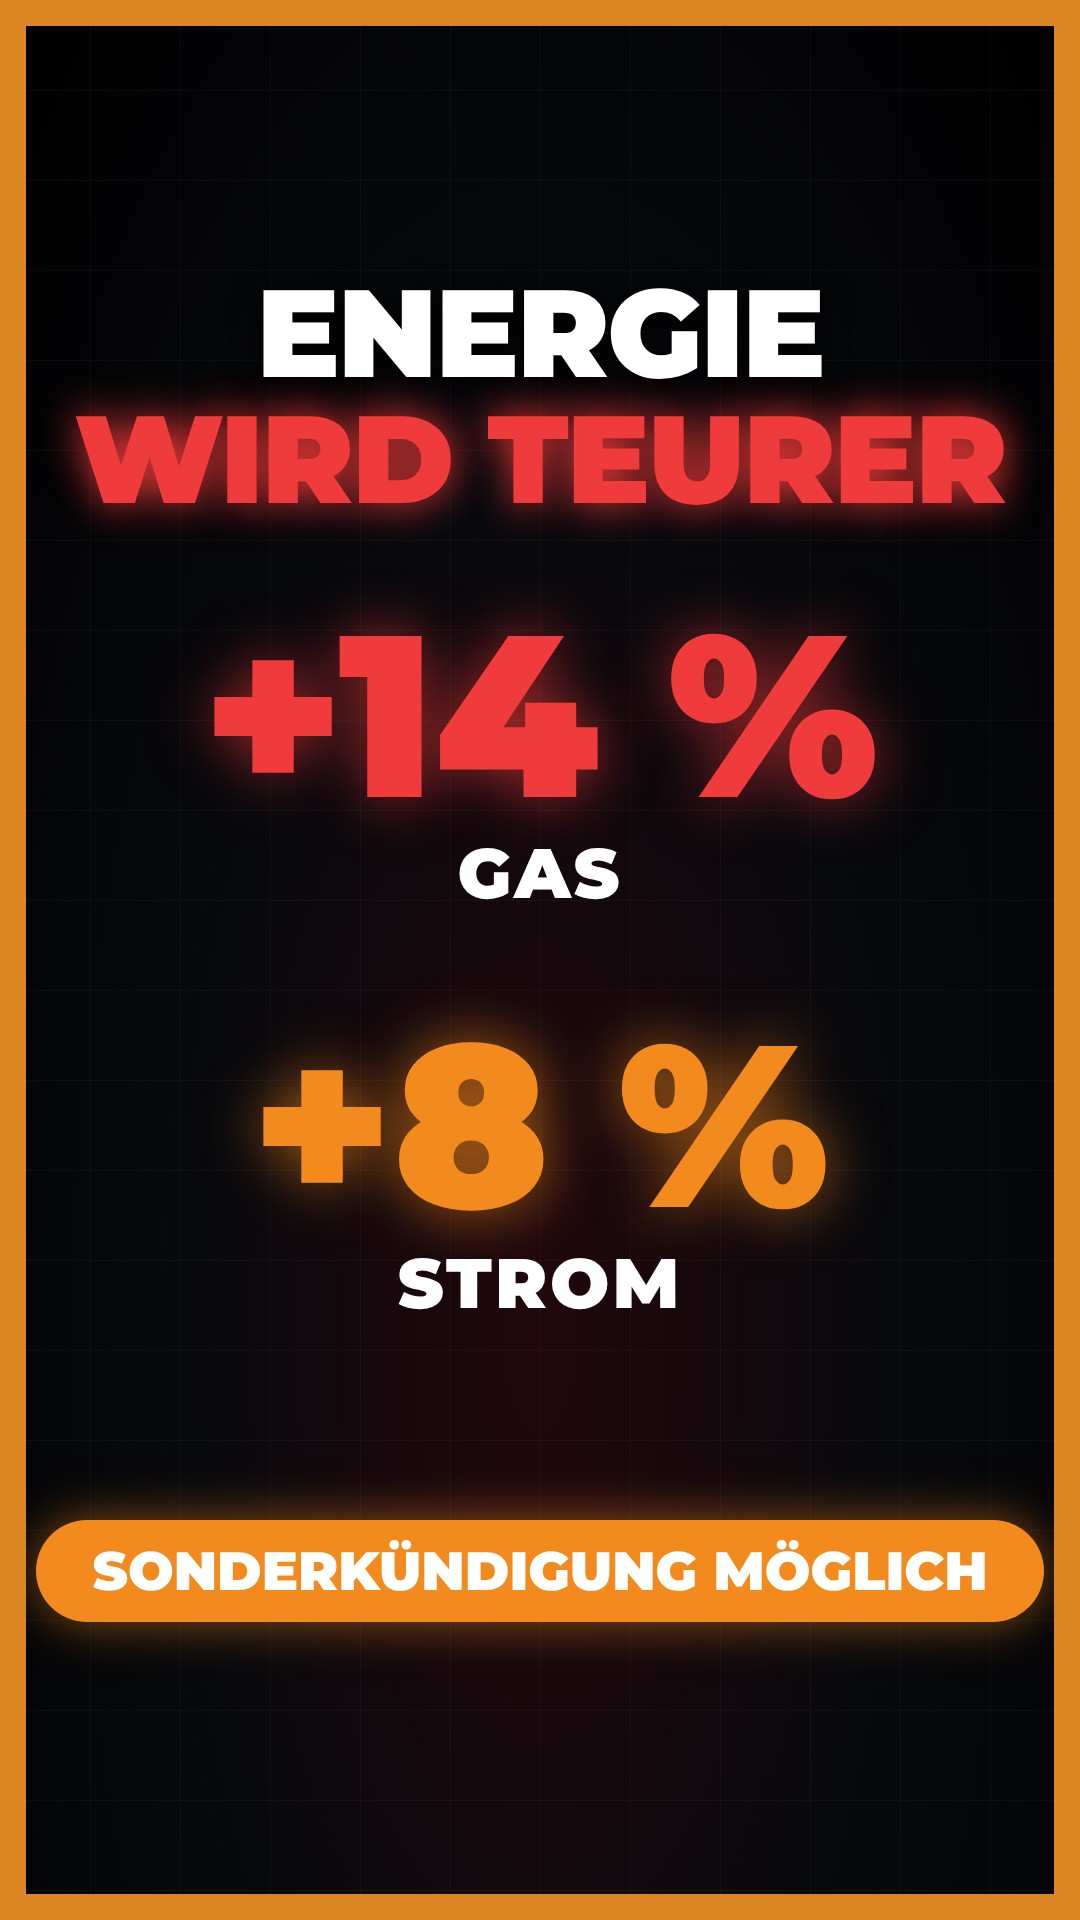 ENERGIE
WIRD TEURER
+14 %
GAS
+8 %
STROM
SONDERKÜNDIGUNG MÖGLICH